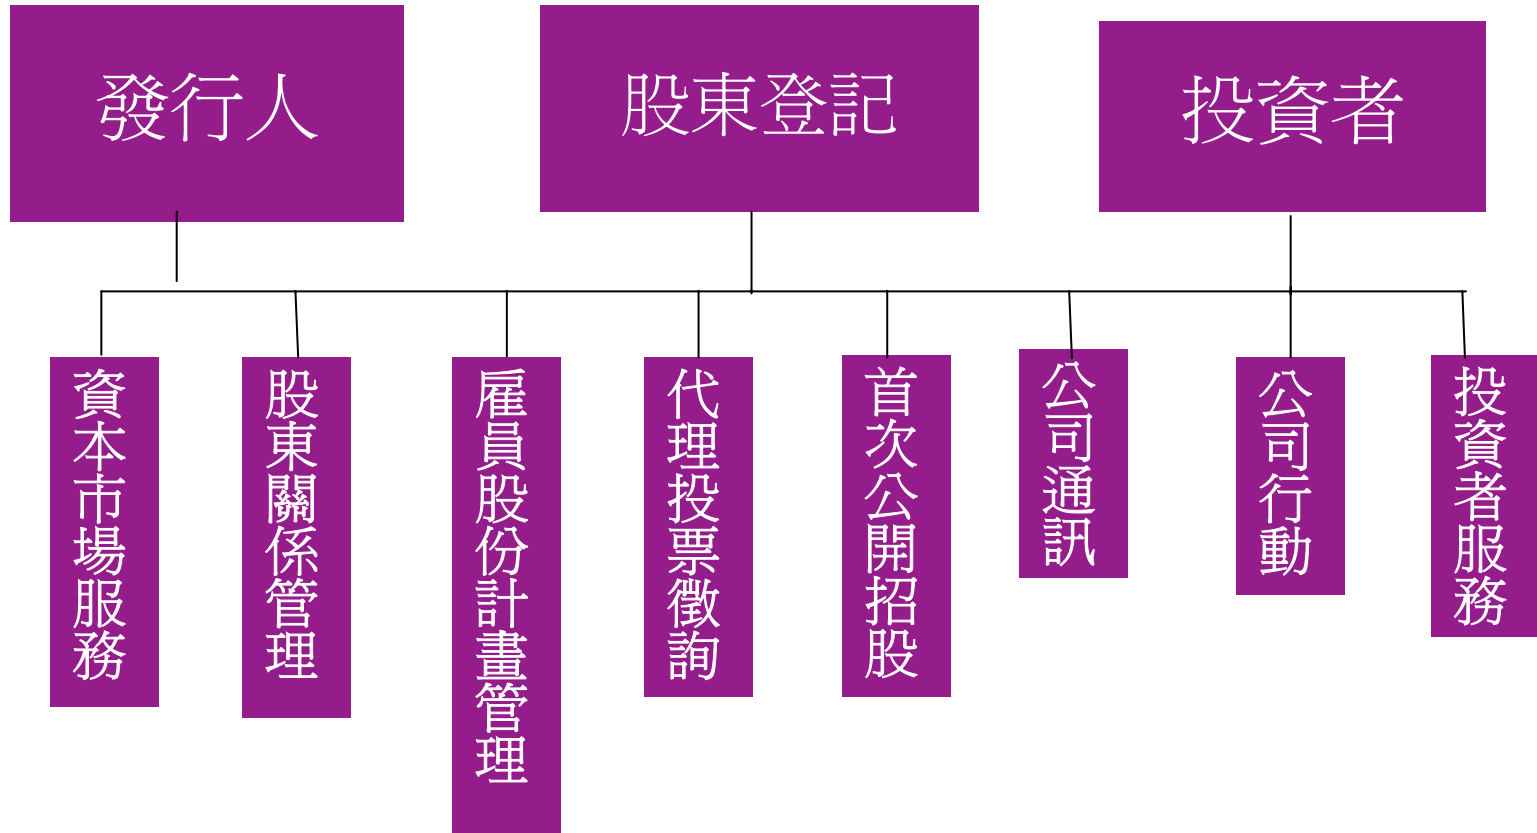 發行人
股東登記
投資者
資本市場服務
股東關係管理
雇員股份計畫管理
代理投票徵詢
首次公開招股
公司通訊
公司行動
投資者服務